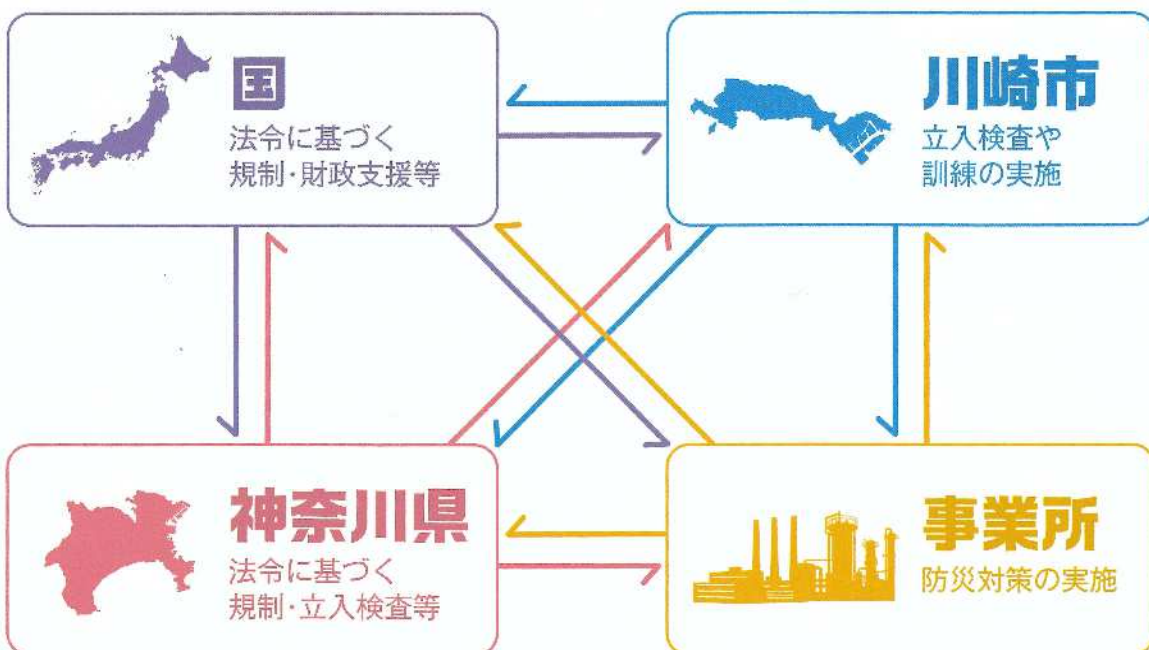 国
法令に基づく
規制・財政支援等
川崎市
立入検査や
訓練の実施
神奈川県
法令に基づく
規制・立入検査等
事業所
防災対策の実施